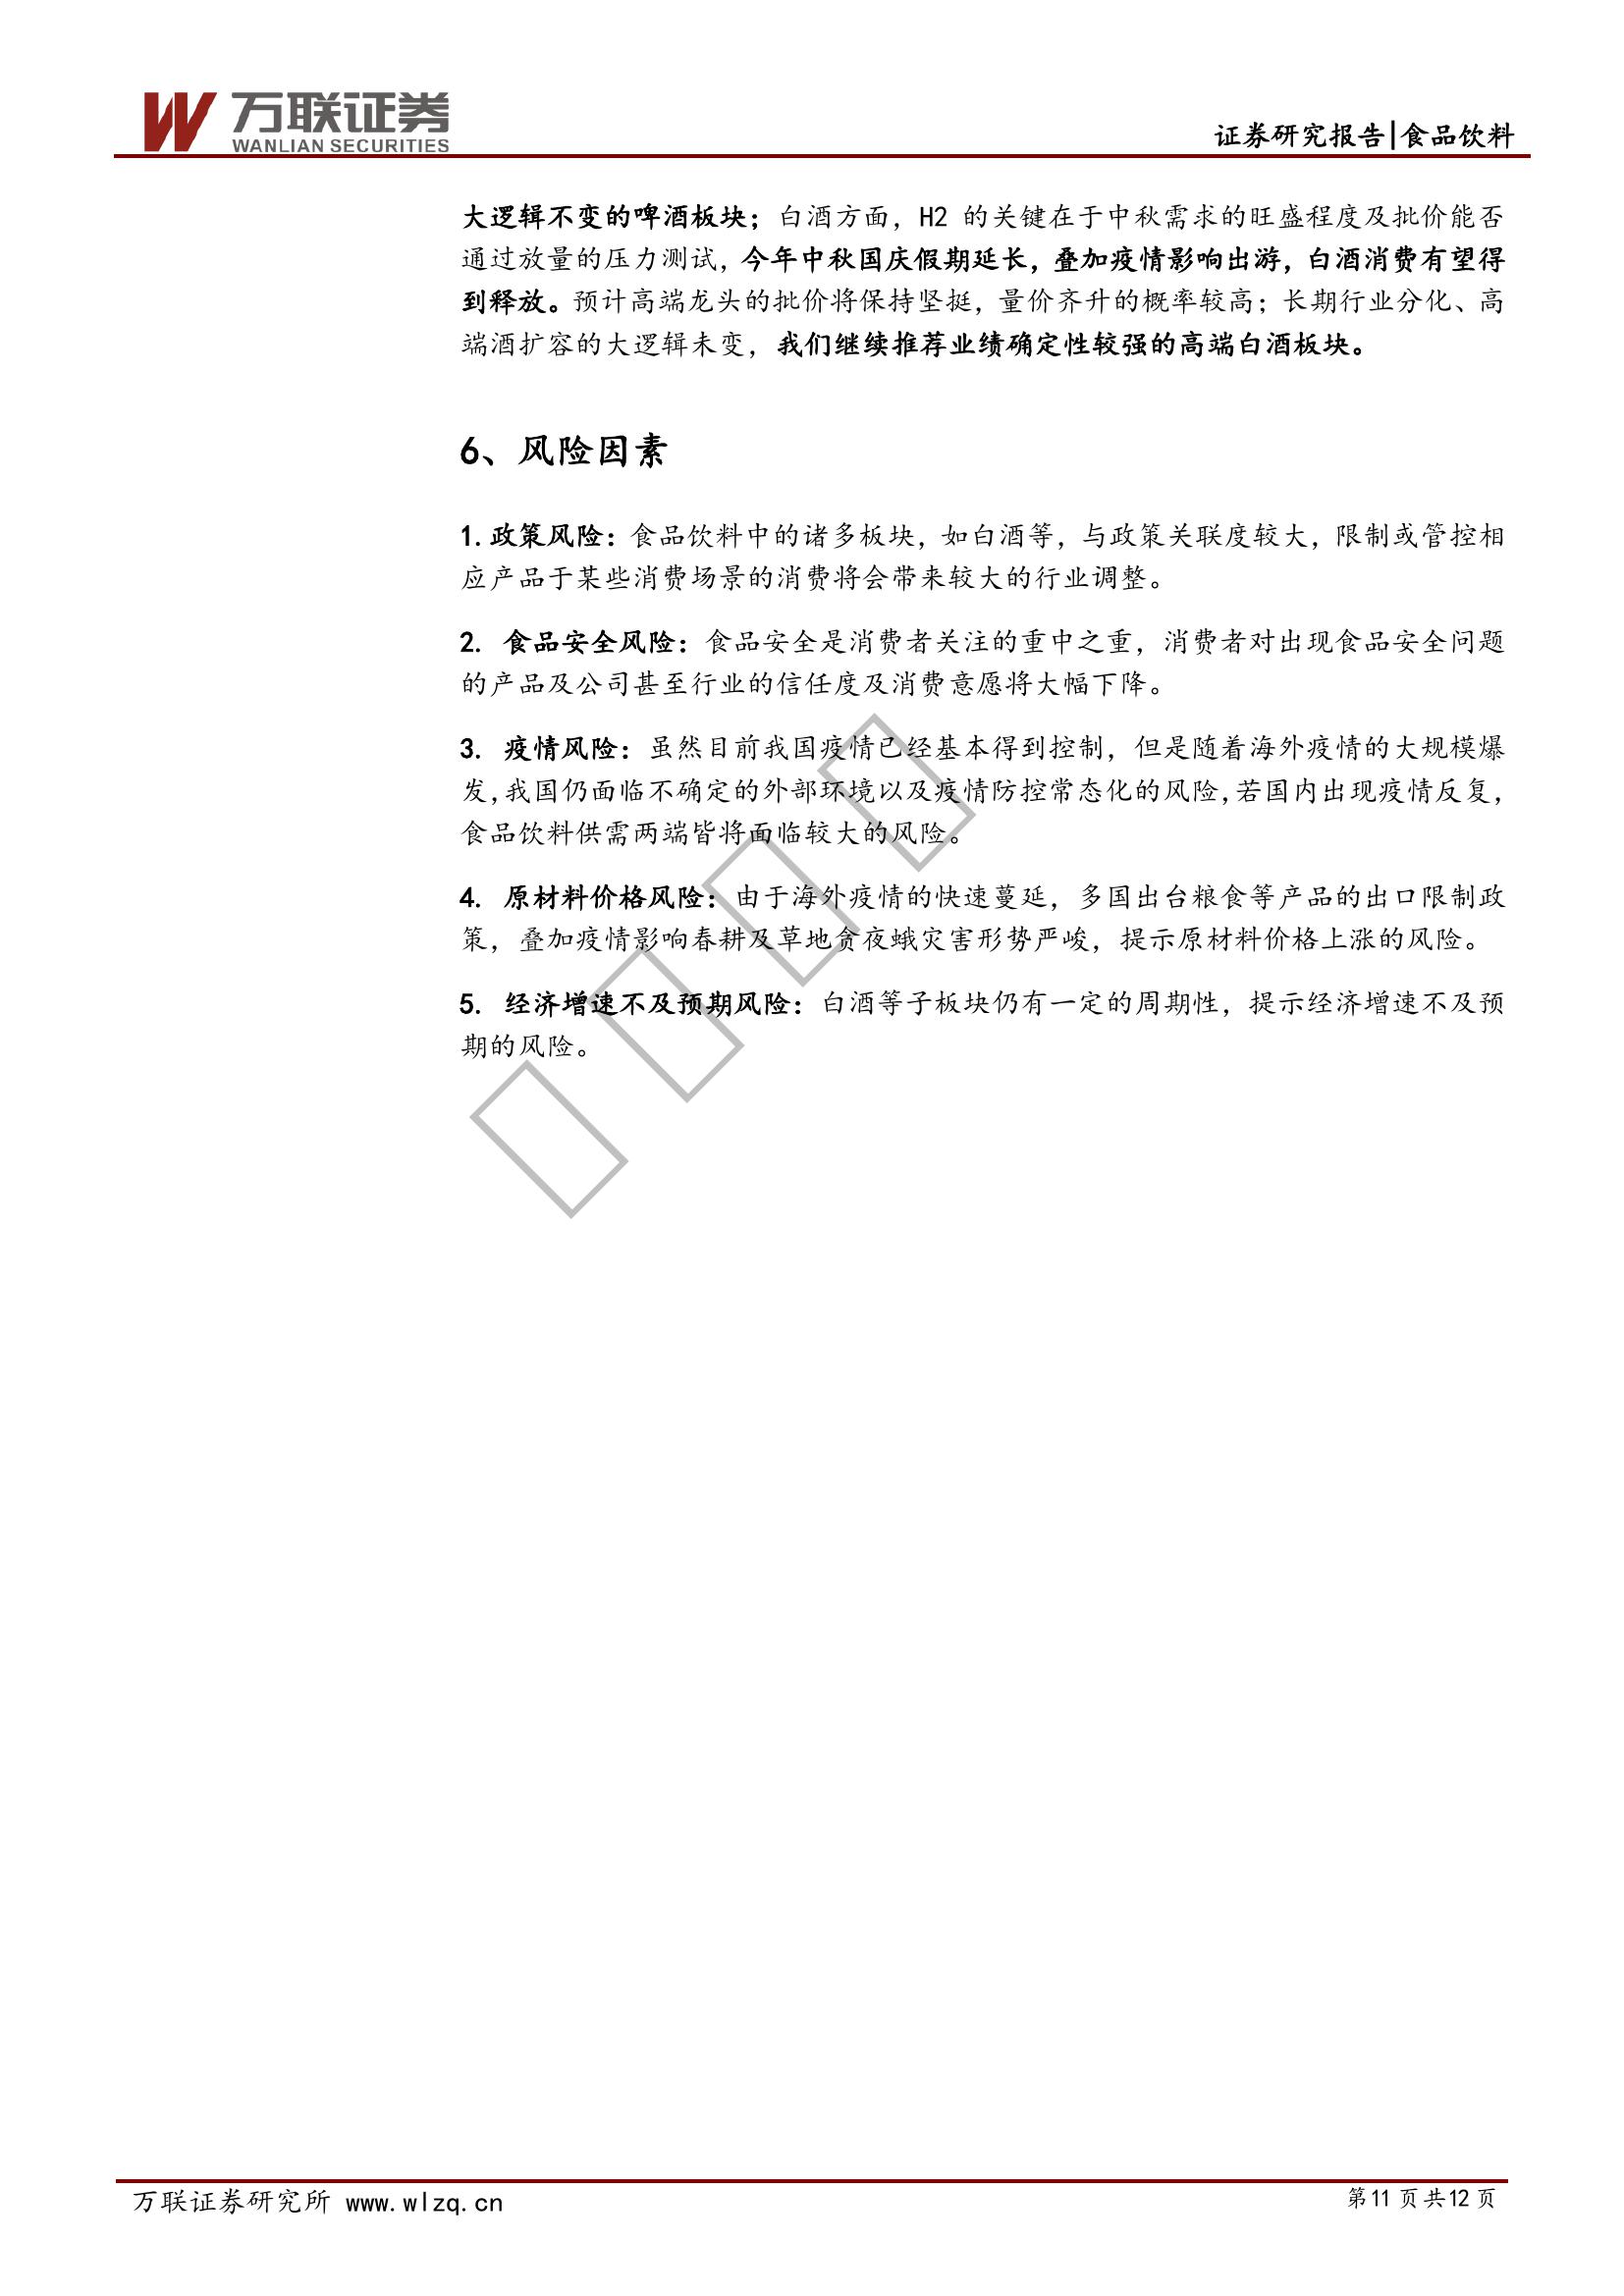 万联证券
WANLIAN SECURITIES
证券研究报告|食品饮料
大逻辑不变的啤酒板块；白酒方面，H2 的关键在于中秋需求的旺盛程度及批价能否
通过放量的压力测试，今年中秋国庆假期延长，叠加疫情影响出游，白酒消费有望得
到释放。预计高端龙头的批价将保持坚挺，量价齐升的概率较高；长期行业分化、高
端酒扩容的大逻辑未变，我们继续推荐业绩确定性较强的高端白酒板块。
6、风险因素
1.政策风险：食品饮料中的诸多板块，如白酒等，与政策关联度较大，限制或管控相
应产品于某些消费场景的消费将会带来较大的行业调整。
2. 食品安全风险：食品安全是消费者关注的重中之重，消费者对出现食品安全问题
的产品及公司甚至行业的信任度及消费意愿将大幅下降。
3. 疫情风险：虽然目前我国疫情已经基本得到控制，但是随着海外疫情的大规模爆
发，我国仍面临不确定的外部环境以及疫情防控常态化的风险，若国内出现疫情反复，
食品饮料供需两端皆将面临较大的风险。
4. 原材料价格风险：由于海外疫情的快速蔓延，多国出台粮食等产品的出口限制政
策，叠加疫情影响春耕及草地贪夜蛾灾害形势严峻，提示原材料价格上涨的风险。
5. 经济增速不及预期风险：白酒等子板块仍有一定的周期性，提示经济增速不及预
期的风险。
万联证券研究所 www.wlzq.cn
第11 页共12 页